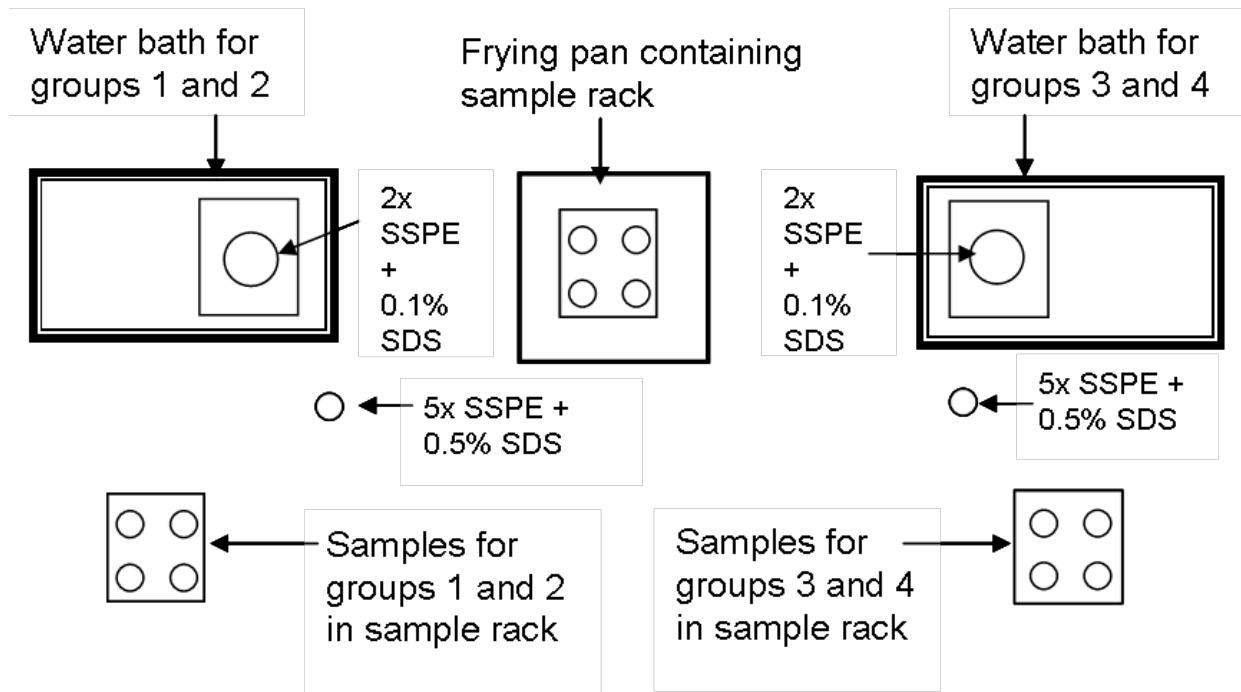 Water bath for
groups 1 and 2
Frying pan containing
sample rack
Water bath for
groups 3 and 4
2x
SSPE
+
0.1%
SDS
2x
SSPE
+
0.1%
SDS
5x SSPE +
0.5% SDS
5x SSPE +
0.5% SDS
Samples for
groups 1 and 2
in sample rack
Samples for
groups 3 and 4
in sample rack